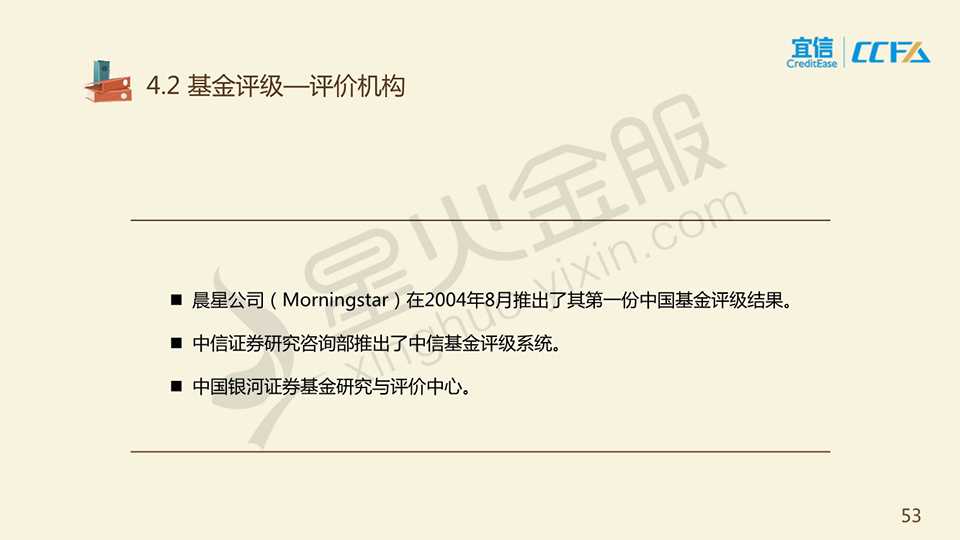 宜信
CreditEase
CCFA
4.2 基金评级—评价机构
星火金服
xinghuo.yixin.com
■ 晨星公司（Morningstar）在2004年8月推出了其第一份中国基金评级结果。
■ 中信证券研究咨询部推出了中信基金评级系统。
■ 中国银河证券基金研究与评价中心。
53